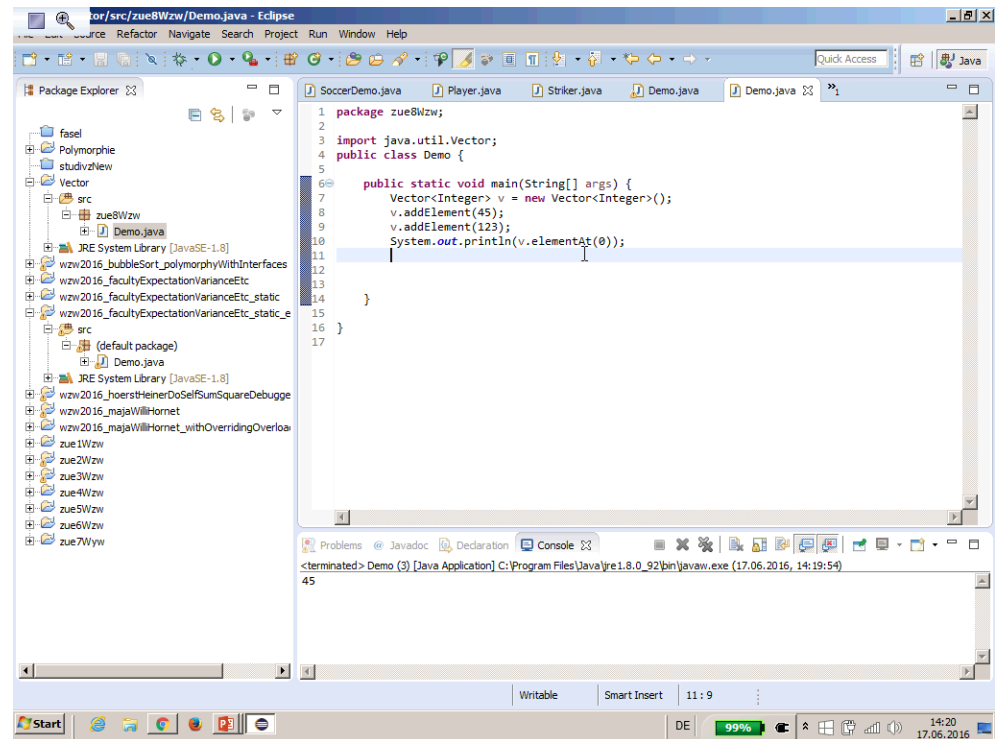 tor/src/zue8Wzw/Demo.java - Eclipse
Refactor Navigate Search Project Run Window Help
Quick Access
Java
Package Explorer
SoccerDemo.java Player.java Striker.java Demo.java Demo.java »1
fasel
Polymorphie
studivzNew
Vector
src
zue8Wzw
Demo.java
JRE System Library [JavaSE-1.8]
wzw2016_bubbleSort_polymorphyWithInterfaces
wzw2016_facultyExpectationVarianceEtc
wzw2016_facultyExpectationVarianceEtc_static
wzw2016_facultyExpectationVarianceEtc_static_e
src
(default package)
Demo.java
JRE System Library [JavaSE-1.8]
wzw2016_hoerstHeinerDoSelfSumSquareDebugge
wzw2016_majaWilliHornet
wzw2016_majaWilliHornet_withOverridingOverloa
zue1Wzw
zue2Wzw
zue3Wzw
zue4Wzw
zue5Wzw
zue6Wzw
zue7Wyw
1 package zue8Wzw;
2
3 import java.util.Vector;
4 public class Demo {
5
6 public static void main(String[] args) {
7 Vector<Integer> v = new Vector<Integer>();
8 v.addElement(45);
9 v.addElement(123);
10 System.out.println(v.elementAt(0));
11
12
13
14 }
15
16 }
17
Problems @ Javadoc Declaration Console
<terminated> Demo (3) [Java Application] C:\Program Files\Java\jre1.8.0_92\bin\javaw.exe (17.06.2016, 14:19:54)
45
Writable Smart Insert 11 : 9
Start DE 99% 14:20
17.06.2016